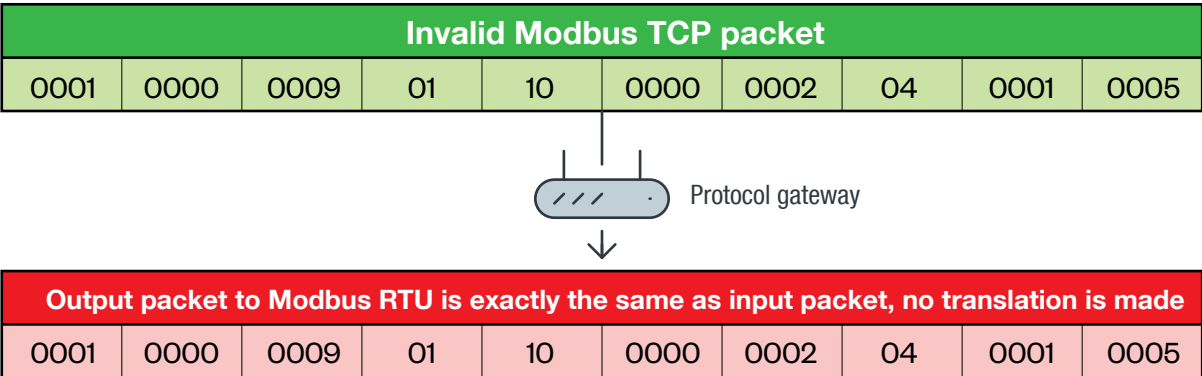 Invalid Modbus TCP packet
0001 0000 0009 01 10 0000 0002 04 0001 0005
Protocol gateway
Output packet to Modbus RTU is exactly the same as input packet, no translation is made
0001 0000 0009 01 10 0000 0002 04 0001 0005